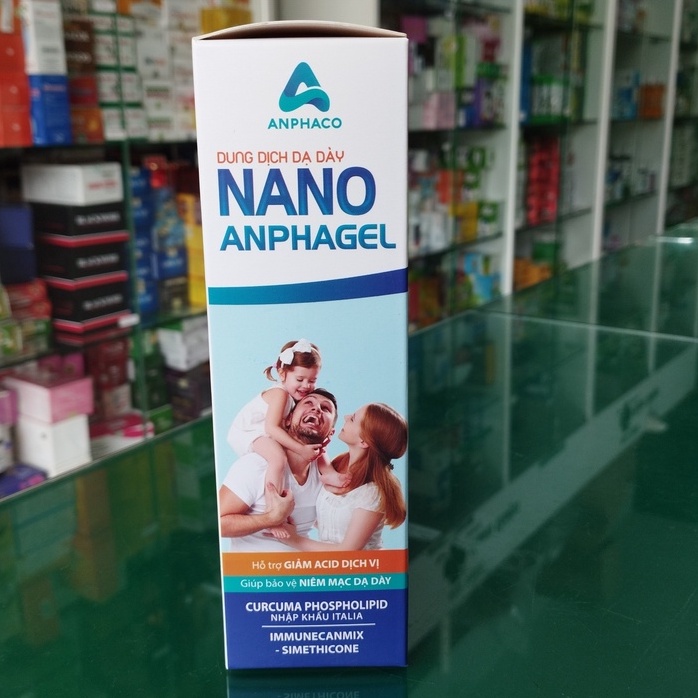 ANPHACO
DUNG DỊCH DẠ DÀY
NANO
ANPHAGEL
Hỗ trợ GIẢM ACID DỊCH VỊ
Giúp bảo vệ NIÊM MẠC DẠ DÀY
CURCUMA PHOSPHOLIPID
NHẬP KHẨU ITALIA
IMMUNECANMIX
- SIMETHICONE